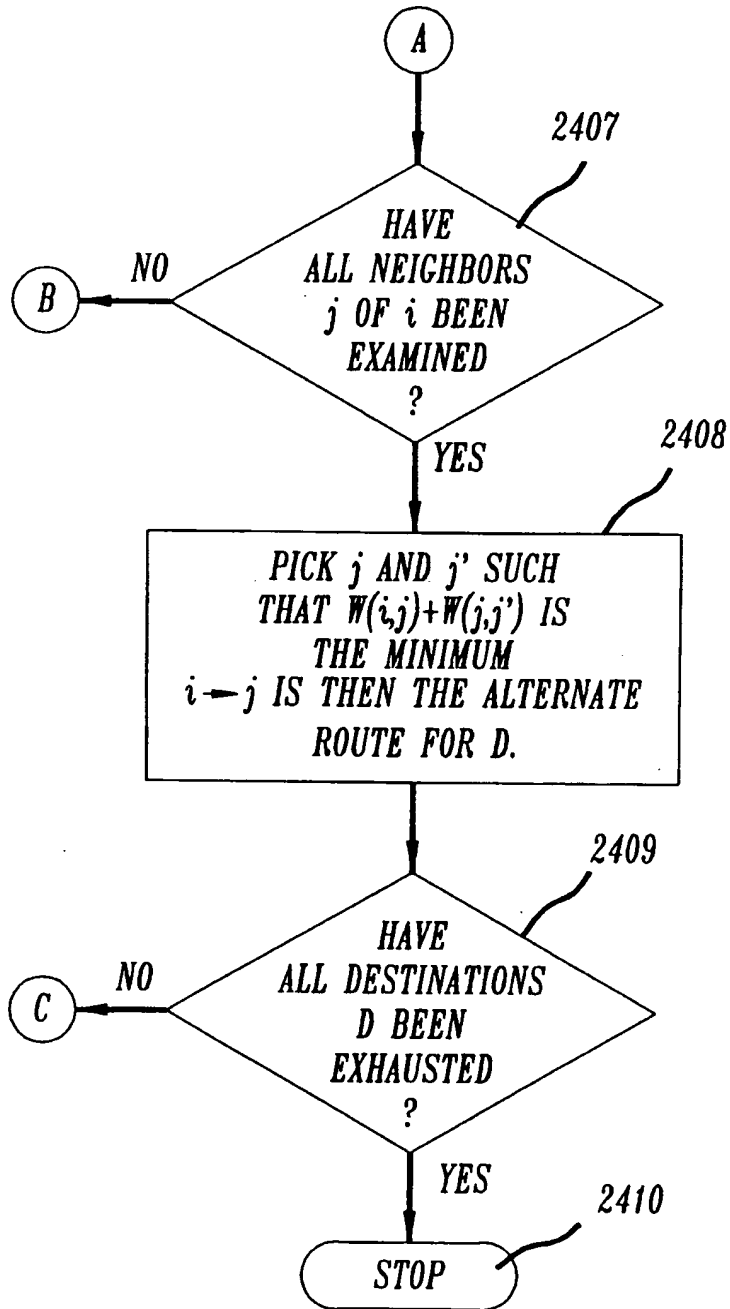 A
2407
HAVE
ALL NEIGHBORS
j OF i BEEN
EXAMINED
?
NO
B
YES
2408
PICK j AND j' SUCH
THAT W(i,j)+W(j,j') IS
THE MINIMUM
i→j IS THEN THE ALTERNATE
ROUTE FOR D.
2409
HAVE
ALL DESTINATIONS
D BEEN
EXHAUSTED
?
NO
C
YES
2410
STOP